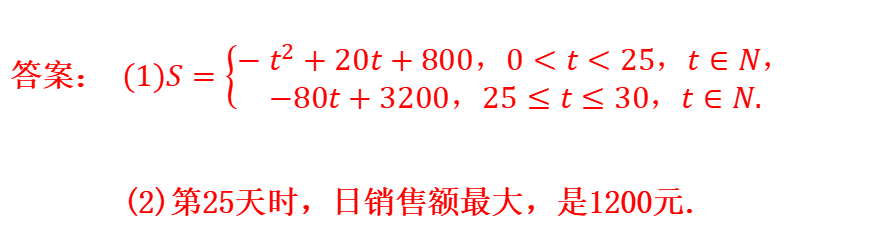 答案： (1)S = { − t² + 20t + 800，0 < t < 25，t ∈ N，
−80t + 3200，25 ≤ t ≤ 30，t ∈ N.
(2)第25天时，日销售额最大，是1200元.